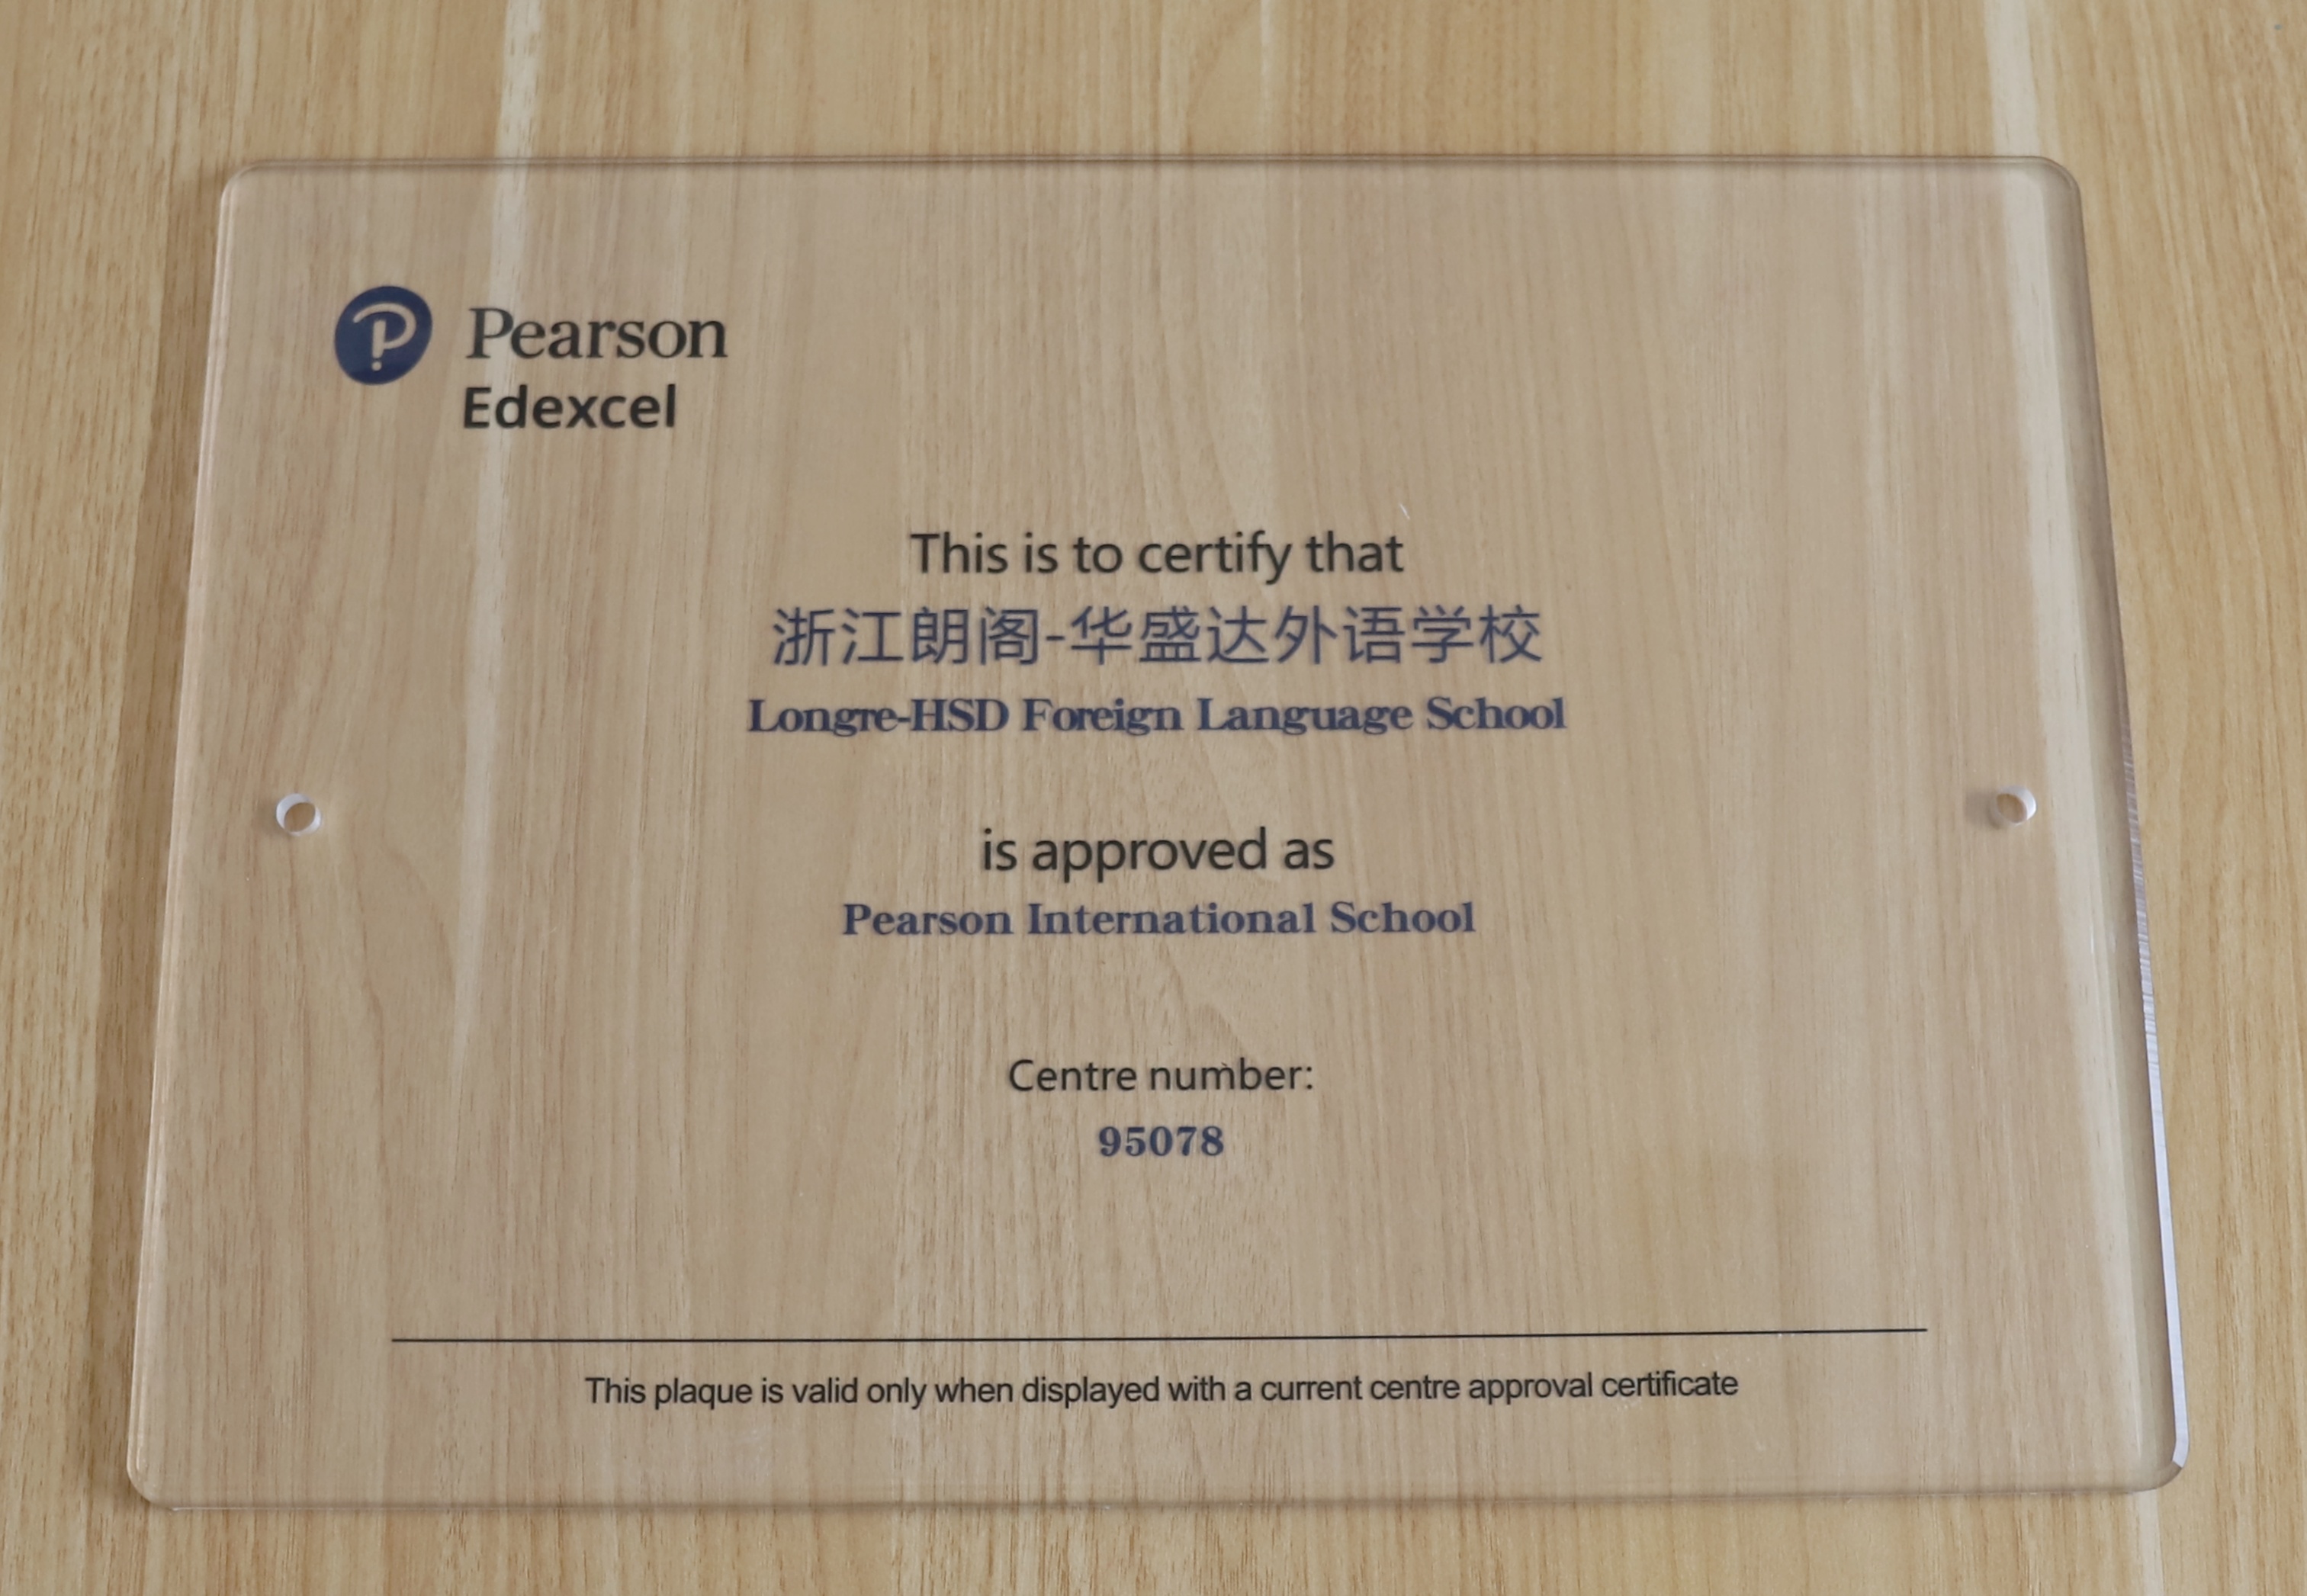 Pearson
Edexcel
This is to certify that
浙江朗阁-华盛达外语学校
Longre-HSD Foreign Language School
is approved as
Pearson International School
Centre number:
95078
This plaque is valid only when displayed with a current centre approval certificate